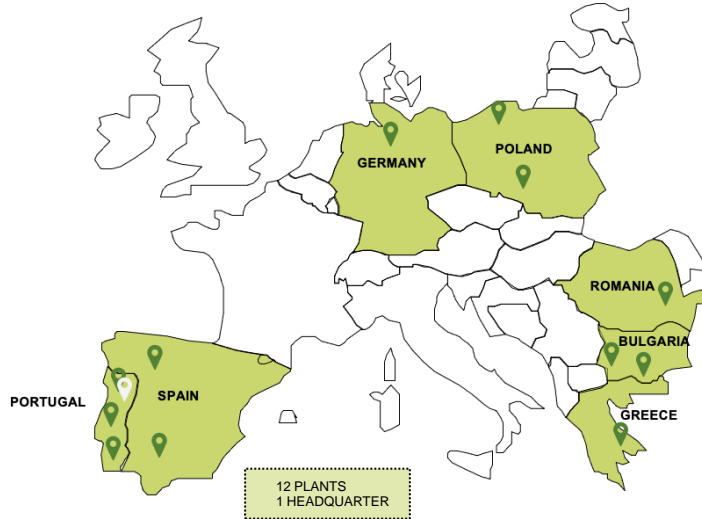 GERMANY
POLAND
ROMANIA
BULGARIA
PORTUGAL
SPAIN
GREECE
12 PLANTS
1 HEADQUARTER